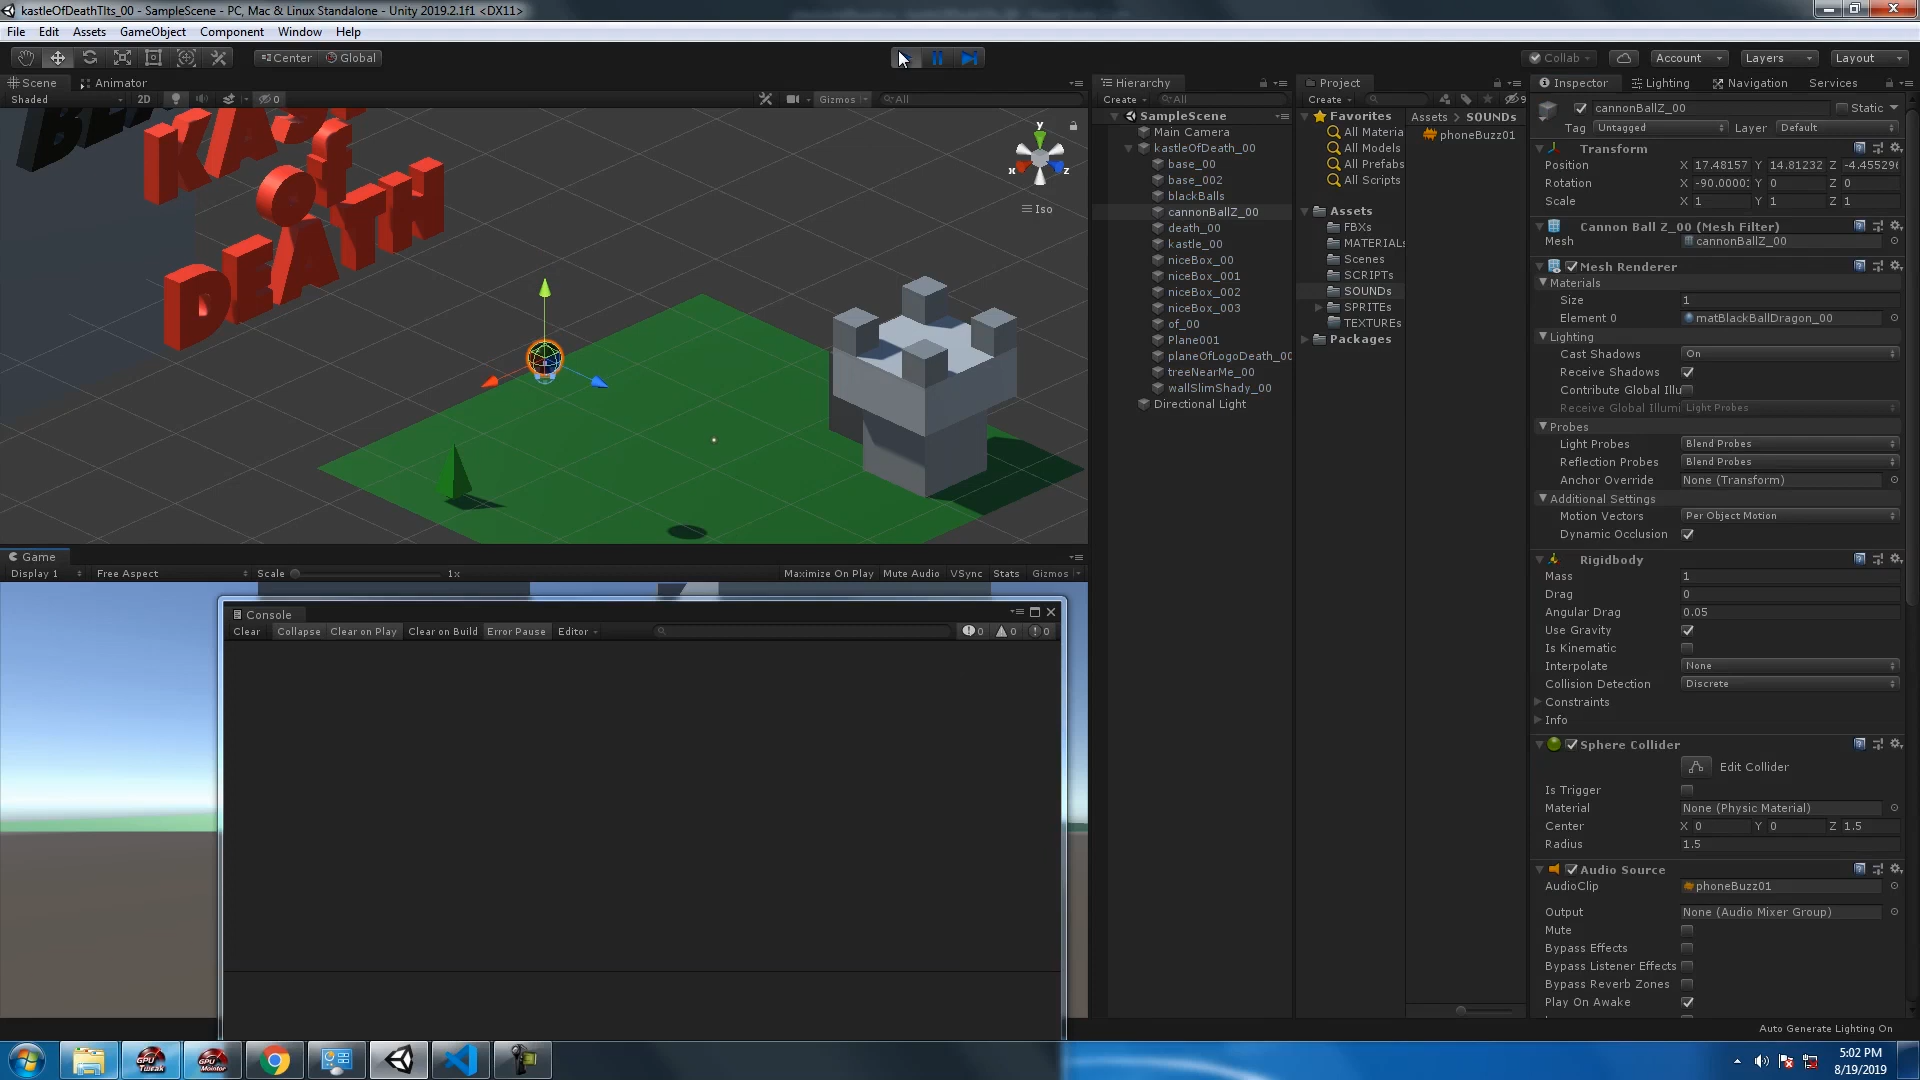 kastleOfDeathTIts_00 - SampleScene - PC, Mac & Linux Standalone - Unity 2019.2.1f1 <DX11>
File Edit Assets GameObject Component Window Help
Center Global
Collab Account Layers Layout
Scene Animator
Shaded 2D 0 Gizmos All
KAST
OF
DEATH
y
x z
Iso
Game
Display 1 Free Aspect Scale 1x Maximize On Play Mute Audio VSync Stats Gizmos
Console
Clear Collapse Clear on Play Clear on Build Error Pause Editor 0 0 0
Hierarchy
Create All
SampleScene
Main Camera
kastleOfDeath_00
base_00
base_002
blackBalls
cannonBallZ_00
death_00
kastle_00
niceBox_00
niceBox_001
niceBox_002
niceBox_003
of_00
Plane001
planeOfLogoDeath_00
treeNearMe_00
wallSlimShady_00
Directional Light
Project
Create 9
Favorites
All Materia
All Models
All Prefabs
All Scripts
Assets
FBXs
MATERIALs
Scenes
SCRIPTs
SOUNDs
SPRITEs
TEXTUREs
Packages
Assets > SOUNDs
phoneBuzz01
Inspector Lighting Navigation Services
cannonBallZ_00 Static
Tag Untagged Layer Default
Transform
Position X 17.48157 Y 14.81232 Z -4.455296
Rotation X -90.00001 Y 0 Z 0
Scale X 1 Y 1 Z 1
Cannon Ball Z_00 (Mesh Filter)
Mesh cannonBallZ_00
Mesh Renderer
Materials
Size 1
Element 0 matBlackBallDragon_00
Lighting
Cast Shadows On
Receive Shadows
Contribute Global Illu
Receive Global Illumi Light Probes
Probes
Light Probes Blend Probes
Reflection Probes Blend Probes
Anchor Override None (Transform)
Additional Settings
Motion Vectors Per Object Motion
Dynamic Occlusion
Rigidbody
Mass 1
Drag 0
Angular Drag 0.05
Use Gravity
Is Kinematic
Interpolate None
Collision Detection Discrete
Constraints
Info
Sphere Collider
Edit Collider
Is Trigger
Material None (Physic Material)
Center X 0 Y 0 Z 1.5
Radius 1.5
Audio Source
AudioClip phoneBuzz01
Output None (Audio Mixer Group)
Mute
Bypass Effects
Bypass Listener Effects
Bypass Reverb Zones
Play On Awake
Auto Generate Lighting On
GPU Tweak
GPU Monitor
5:02 PM
8/19/2019